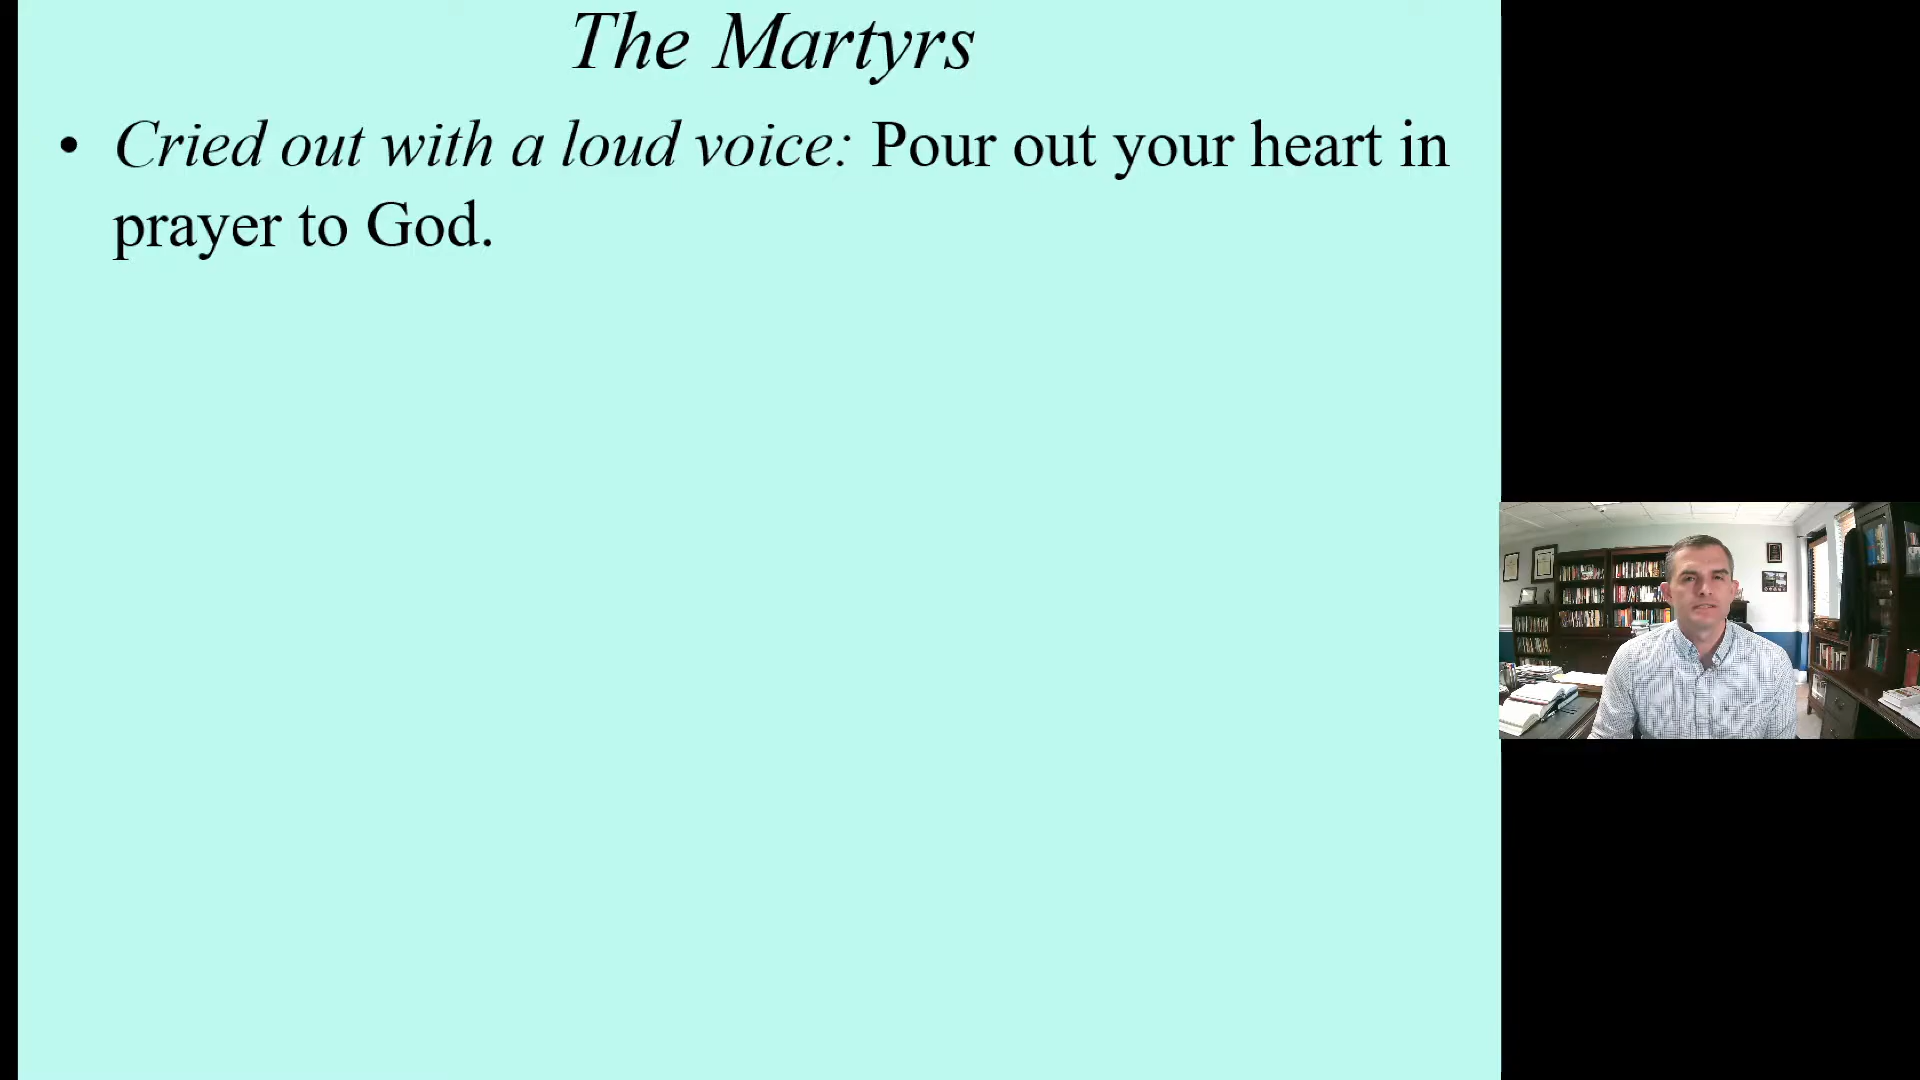 The Martyrs
• Cried out with a loud voice: Pour out your heart in
prayer to God.